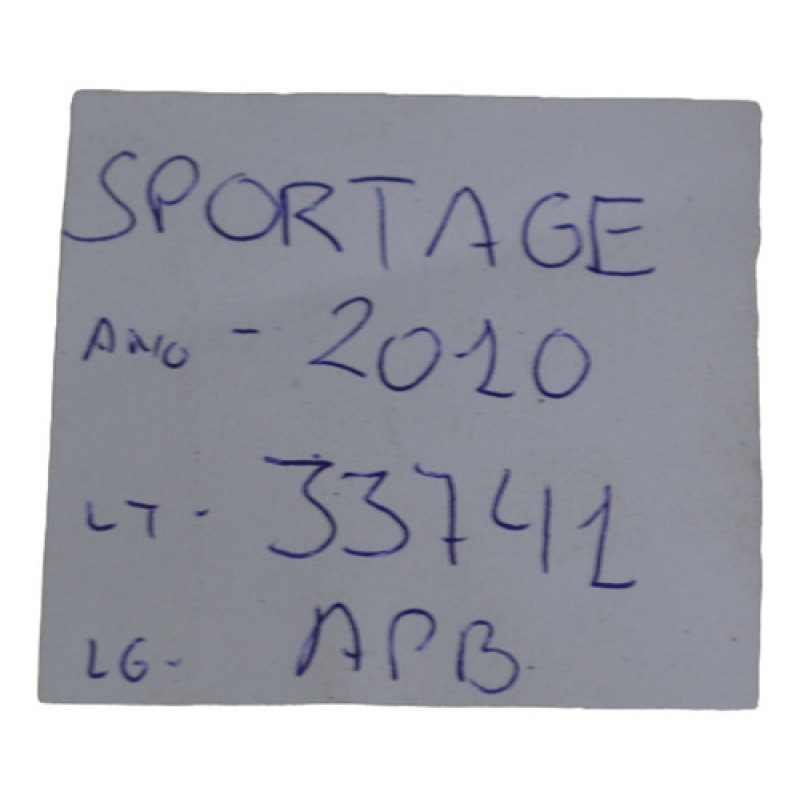 SPORTAGE
ANO - 2010
LT - 33741
LG - APB